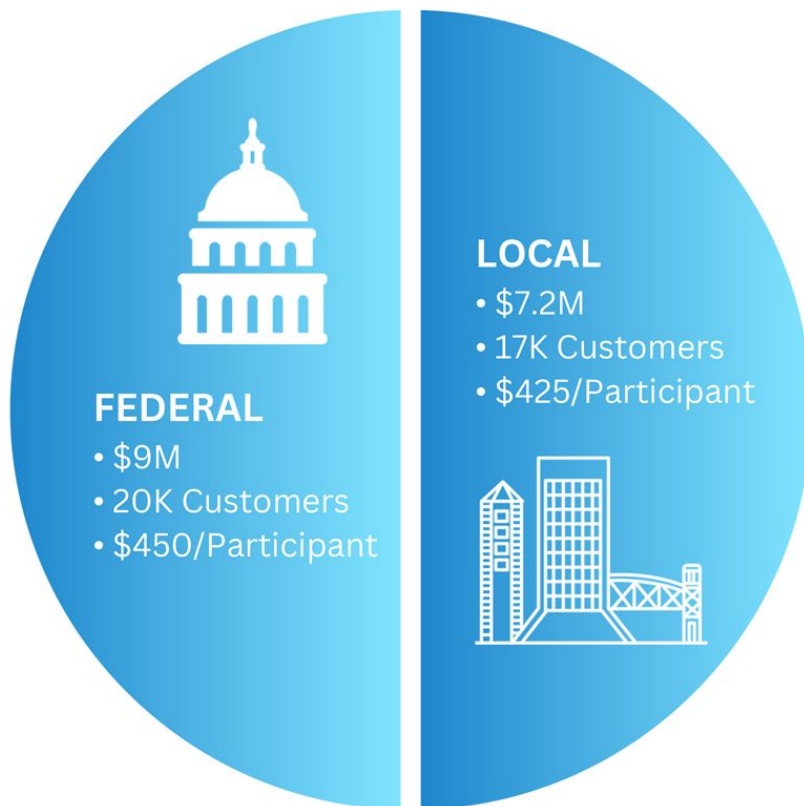 FEDERAL
• $9M
• 20K Customers
• $450/Participant
LOCAL
• $7.2M
• 17K Customers
• $425/Participant